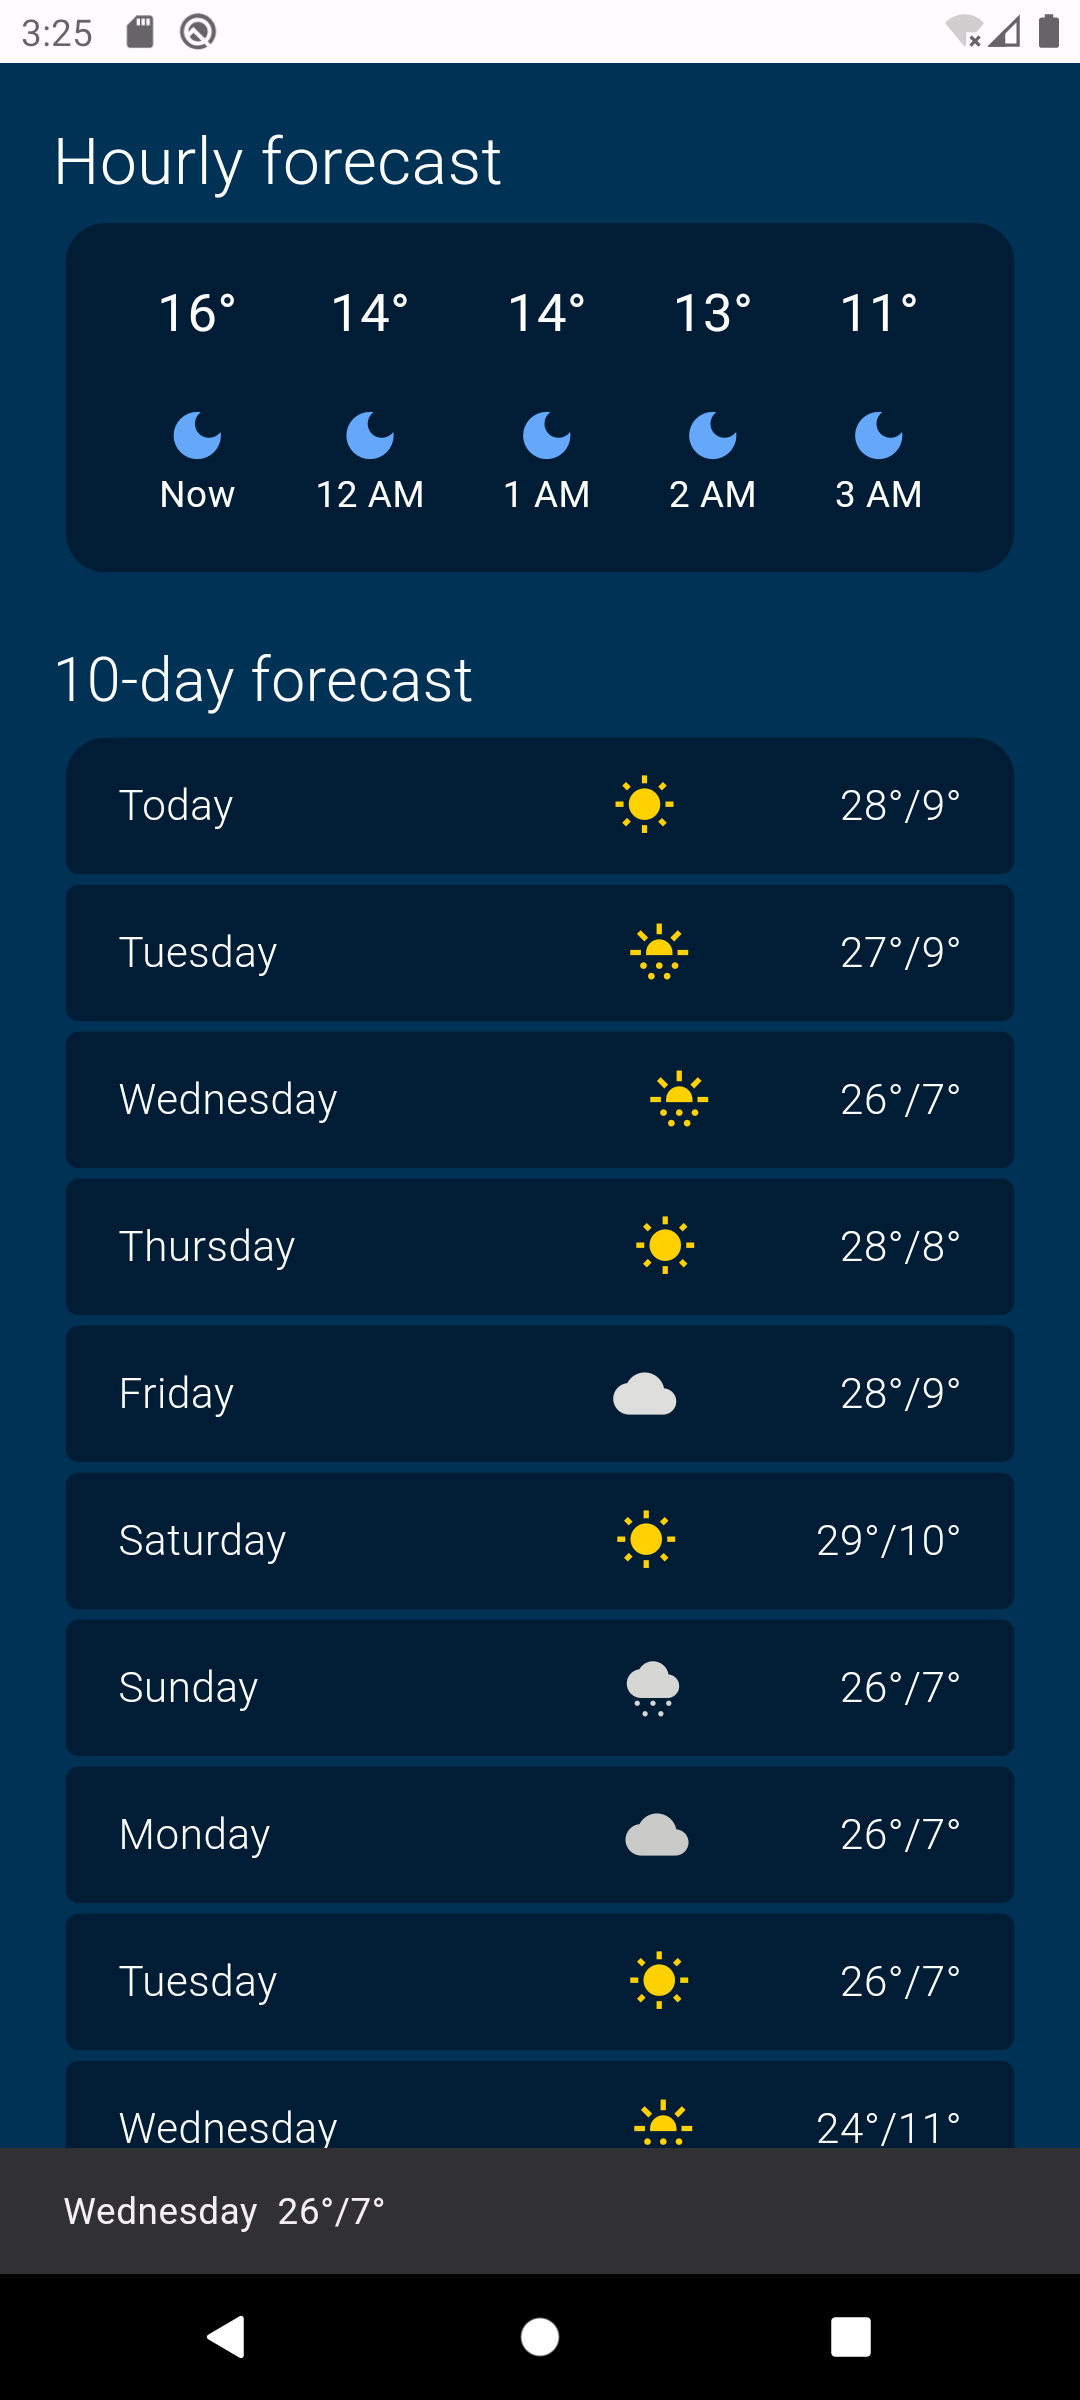 3:25
Hourly forecast
16° 14° 14° 13° 11°
Now 12 AM 1 AM 2 AM 3 AM
10-day forecast
Today 28°/9°
Tuesday 27°/9°
Wednesday 26°/7°
Thursday 28°/8°
Friday 28°/9°
Saturday 29°/10°
Sunday 26°/7°
Monday 26°/7°
Tuesday 26°/7°
Wednesday 24°/11°
Wednesday 26°/7°